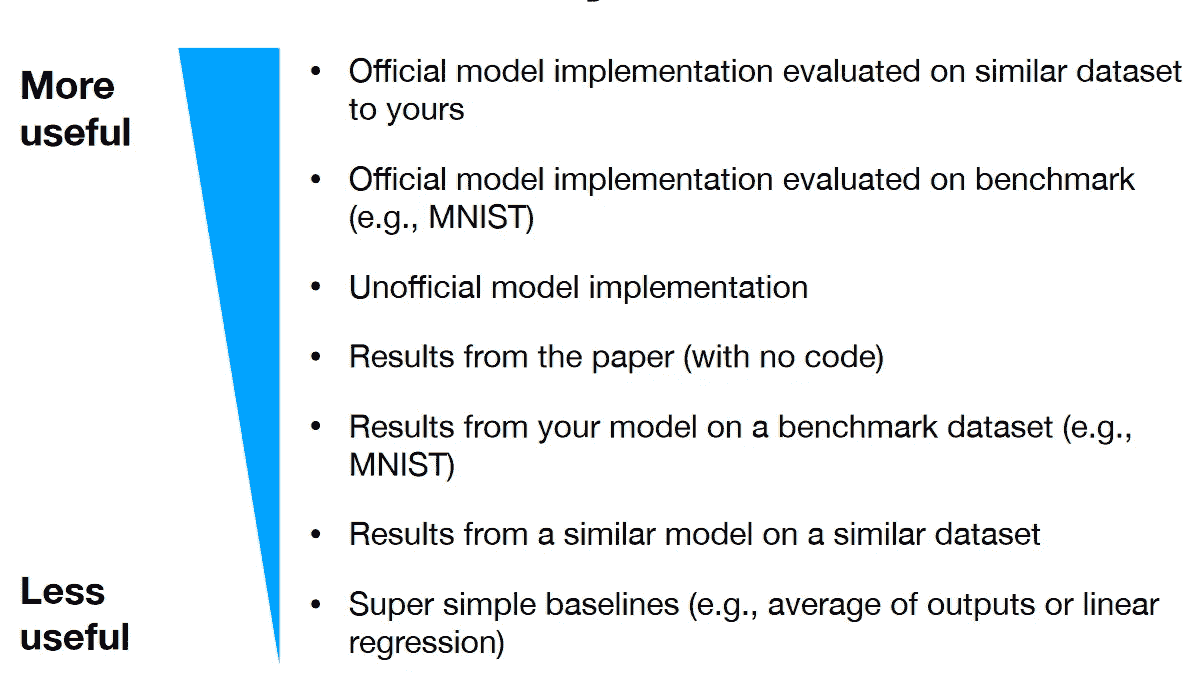 More
useful
• Official model implementation evaluated on similar dataset
to yours
• Official model implementation evaluated on benchmark
(e.g., MNIST)
• Unofficial model implementation
• Results from the paper (with no code)
• Results from your model on a benchmark dataset (e.g.,
MNIST)
• Results from a similar model on a similar dataset
Less
useful
• Super simple baselines (e.g., average of outputs or linear
regression)